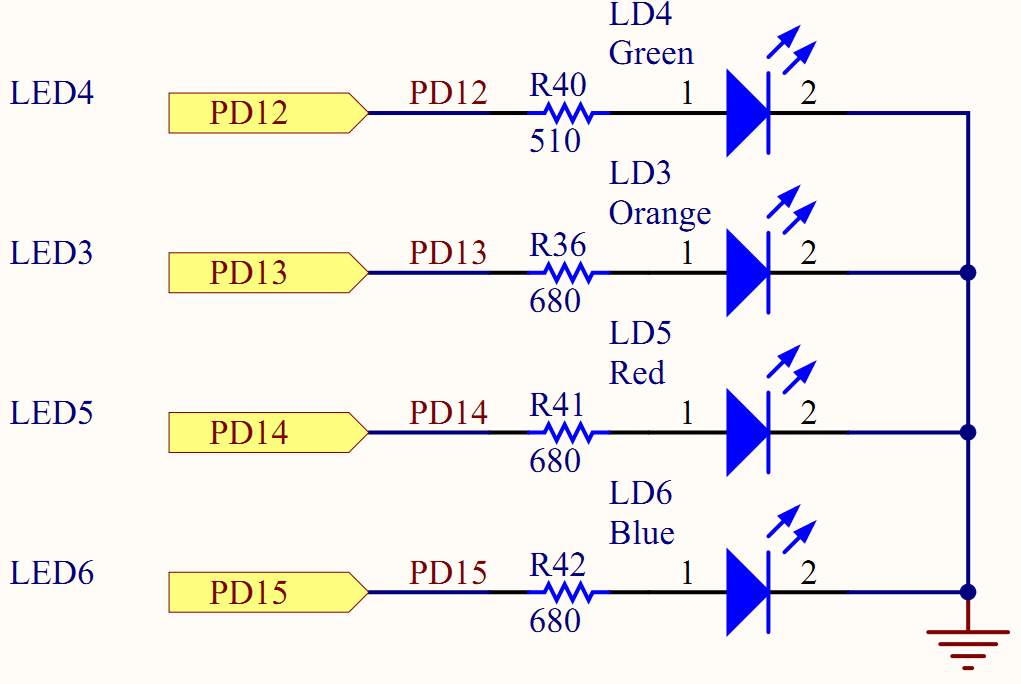 LD4
Green
LED4
PD12
PD12
R40
510
1
2
LD3
Orange
LED3
PD13
PD13
R36
680
1
2
LD5
Red
LED5
PD14
PD14
R41
680
1
2
LD6
Blue
LED6
PD15
PD15
R42
680
1
2